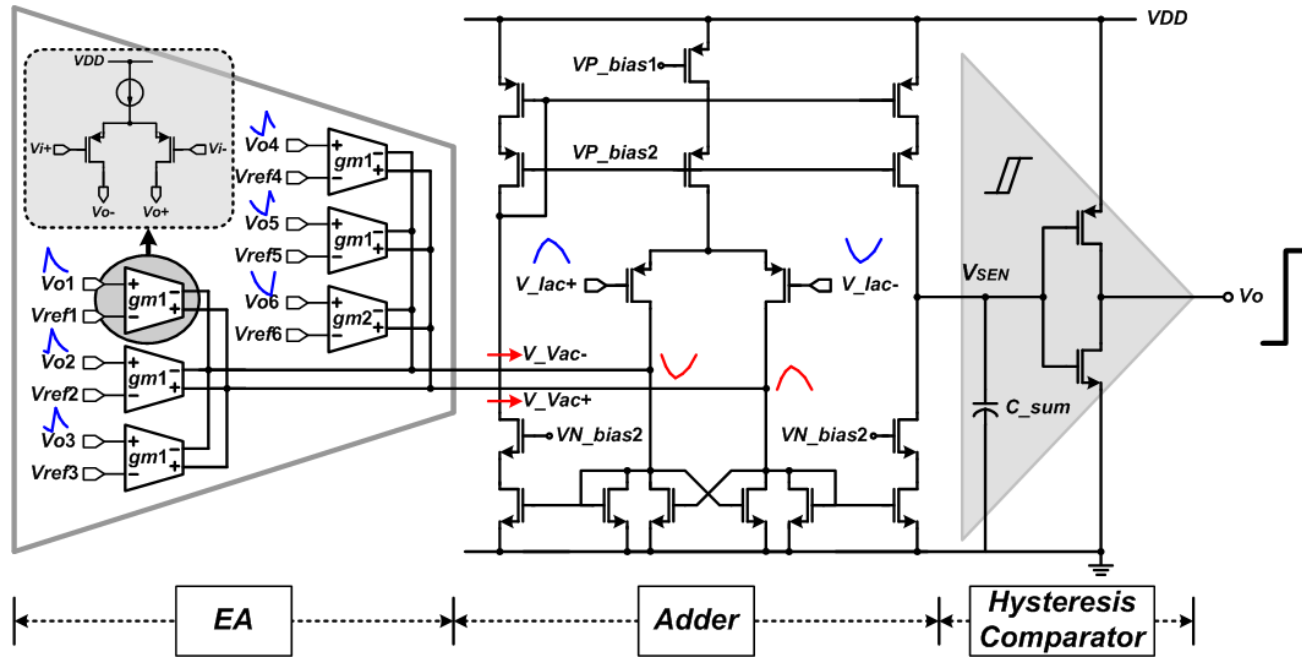 VDD
Vi+
Vi-
Vo-
Vo+
Vo1
+
-
gm1
-
+
Vref1
Vo2
+
-
gm1
-
+
Vref2
Vo3
+
-
gm1
-
+
Vref3
Vo4
+
-
gm1
-
+
Vref4
Vo5
+
-
gm1
-
+
Vref5
Vo6
+
-
gm2
-
+
Vref6
VDD
VP_bias1
VP_bias2
V_Iac+
V_Iac-
V_Vac-
V_Vac+
VN_bias2
VN_bias2
VSEN
C_sum
Vo
EA
Adder
Hysteresis
Comparator